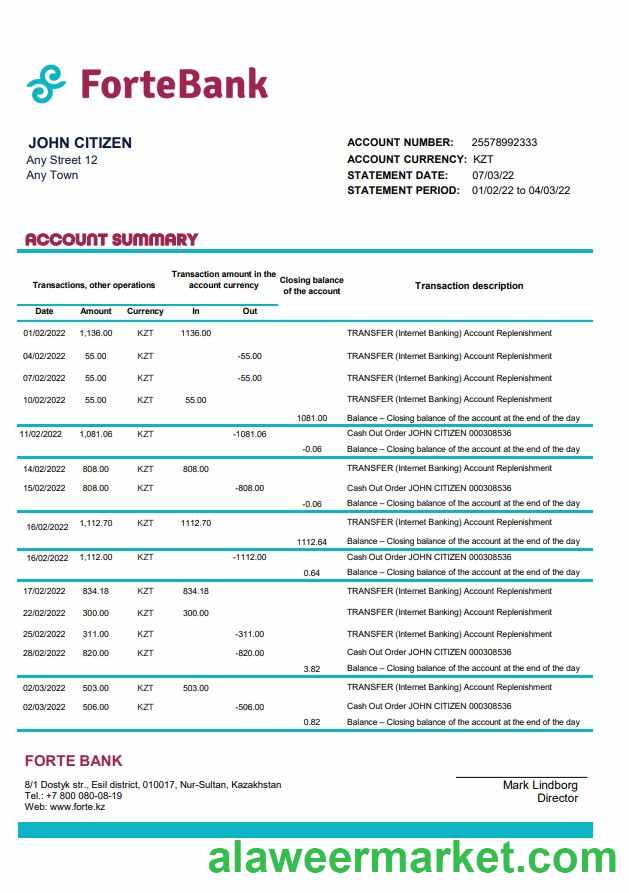 ForteBank
JOHN CITIZEN
Any Street 12
Any Town
ACCOUNT NUMBER: 25578992333
ACCOUNT CURRENCY: KZT
STATEMENT DATE: 07/03/22
STATEMENT PERIOD: 01/02/22 to 04/03/22
ACCOUNT SUMMARY
Transactions, other operations
Transaction amount in the
account currency
Closing balance
of the account
Transaction description
Date Amount Currency In Out
01/02/2022 1,136.00 KZT 1136.00 TRANSFER (Internet Banking) Account Replenishment
04/02/2022 55.00 KZT -55.00 TRANSFER (Internet Banking) Account Replenishment
07/02/2022 55.00 KZT -55.00 TRANSFER (Internet Banking) Account Replenishment
10/02/2022 55.00 KZT 55.00 TRANSFER (Internet Banking) Account Replenishment
1081.00 Balance – Closing balance of the account at the end of the day
11/02/2022 1,081.06 KZT -1081.06 Cash Out Order JOHN CITIZEN 000308536
-0.06 Balance – Closing balance of the account at the end of the day
14/02/2022 808.00 KZT 808.00 TRANSFER (Internet Banking) Account Replenishment
15/02/2022 808.00 KZT -808.00 Cash Out Order JOHN CITIZEN 000308536
-0.06 Balance – Closing balance of the account at the end of the day
16/02/2022 1,112.70 KZT 1112.70 TRANSFER (Internet Banking) Account Replenishment
1112.64 Balance – Closing balance of the account at the end of the day
16/02/2022 1,112.00 KZT -1112.00 Cash Out Order JOHN CITIZEN 000308536
0.64 Balance – Closing balance of the account at the end of the day
17/02/2022 834.18 KZT 834.18 TRANSFER (Internet Banking) Account Replenishment
22/02/2022 300.00 KZT 300.00 TRANSFER (Internet Banking) Account Replenishment
25/02/2022 311.00 KZT -311.00 TRANSFER (Internet Banking) Account Replenishment
28/02/2022 820.00 KZT -820.00 Cash Out Order JOHN CITIZEN 000308536
3.82 Balance – Closing balance of the account at the end of the day
02/03/2022 503.00 KZT 503.00 TRANSFER (Internet Banking) Account Replenishment
02/03/2022 506.00 KZT -506.00 Cash Out Order JOHN CITIZEN 000308536
0.82 Balance – Closing balance of the account at the end of the day
FORTE BANK
8/1 Dostyk str., Esil district, 010017, Nur-Sultan, Kazakhstan
Tel.: +7 800 080-08-19
Web: www.forte.kz
Mark Lindborg
Director
alaweermarket.com